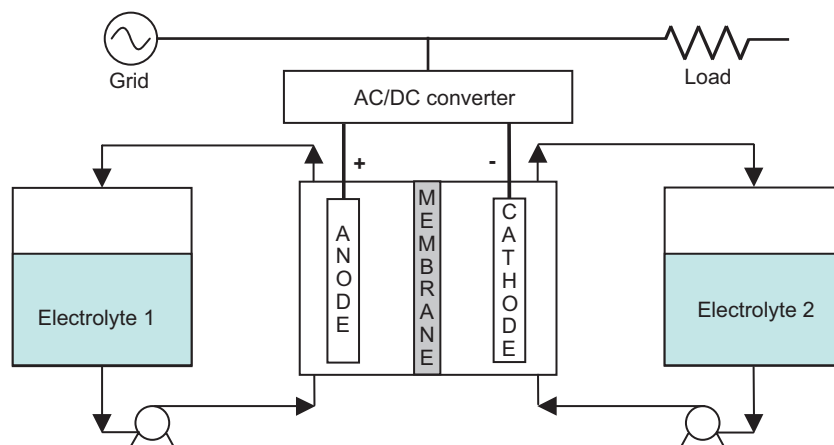 Grid
Load
AC/DC converter
+
-
ANODE
MEMBRANE
CATHODE
Electrolyte 1
Electrolyte 2